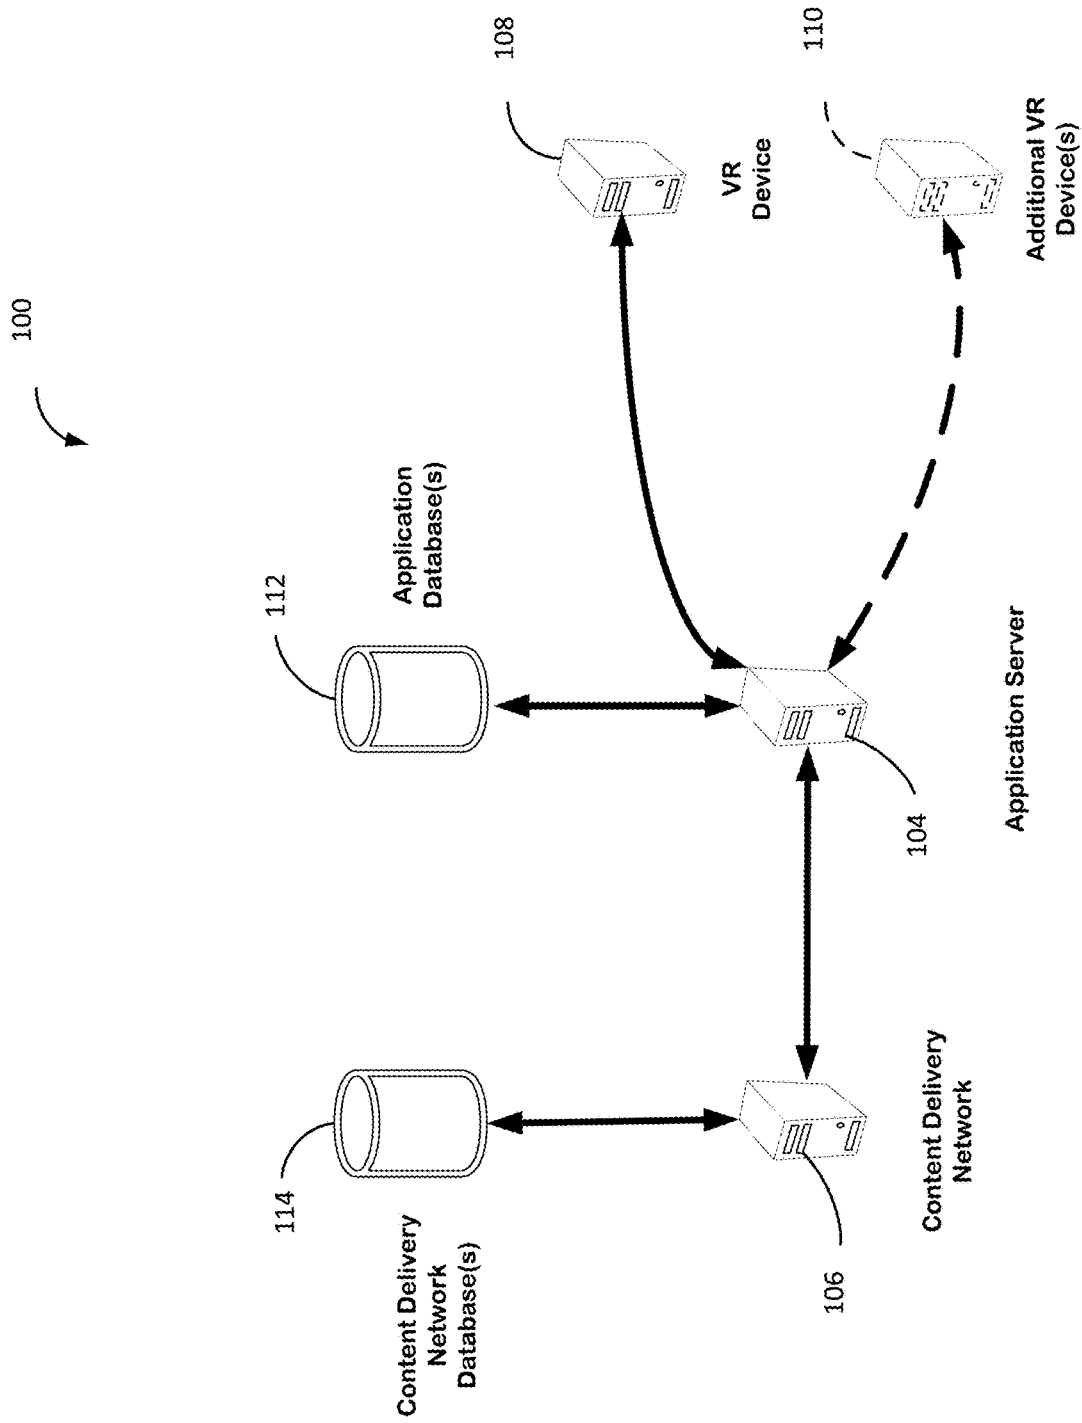 100
114
Content Delivery
Network
Database(s)
112
Application
Database(s)
108
VR
Device
110
Additional VR
Device(s)
106
Content Delivery
Network
104
Application Server